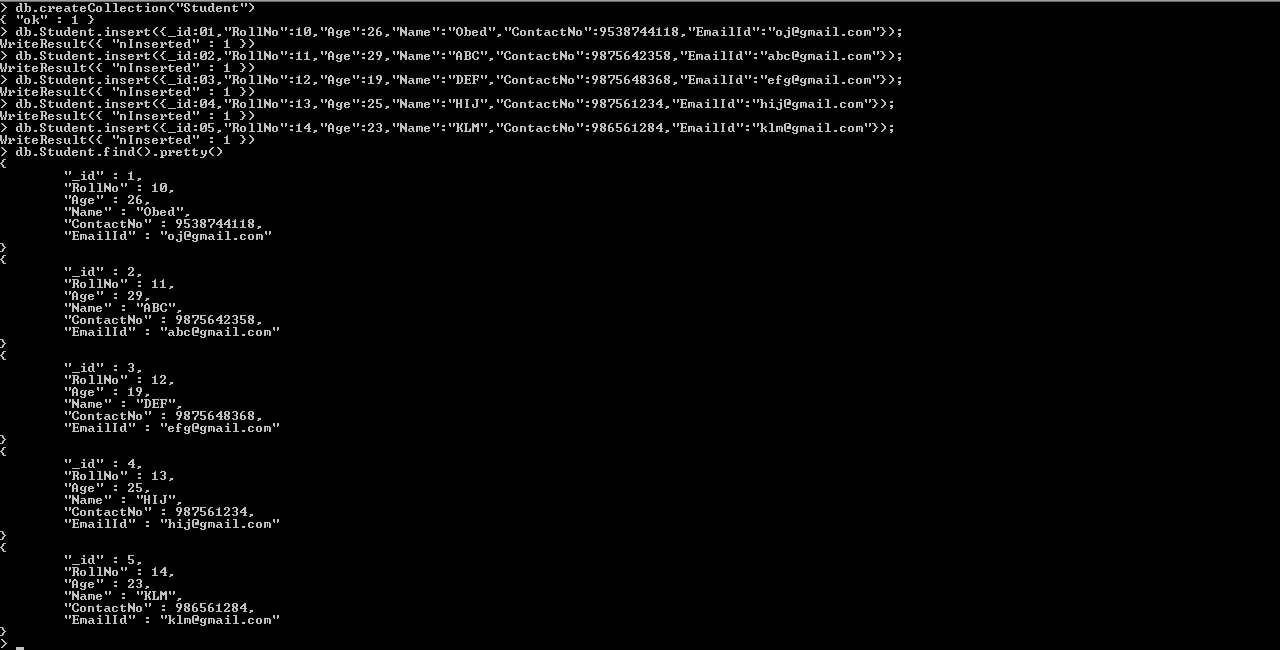 > db.createCollection("Student")
{ "ok" : 1 }
> db.Student.insert({_id:01,"RollNo":10,"Age":26,"Name":"Obed","ContactNo":9538744118,"EmailId":"oj@gmail.com"});
WriteResult({ "nInserted" : 1 })
> db.Student.insert({_id:02,"RollNo":11,"Age":29,"Name":"ABC","ContactNo":9875642358,"EmailId":"abc@gmail.com"});
WriteResult({ "nInserted" : 1 })
> db.Student.insert({_id:03,"RollNo":12,"Age":19,"Name":"DEF","ContactNo":9875648368,"EmailId":"efg@gmail.com"});
WriteResult({ "nInserted" : 1 })
> db.Student.insert({_id:04,"RollNo":13,"Age":25,"Name":"HIJ","ContactNo":987561234,"EmailId":"hij@gmail.com"});
WriteResult({ "nInserted" : 1 })
> db.Student.insert({_id:05,"RollNo":14,"Age":23,"Name":"KLM","ContactNo":986561284,"EmailId":"klm@gmail.com"});
WriteResult({ "nInserted" : 1 })
> db.Student.find().pretty()
{
"_id" : 1,
"RollNo" : 10,
"Age" : 26,
"Name" : "Obed",
"ContactNo" : 9538744118,
"EmailId" : "oj@gmail.com"
}
{
"_id" : 2,
"RollNo" : 11,
"Age" : 29,
"Name" : "ABC",
"ContactNo" : 9875642358,
"EmailId" : "abc@gmail.com"
}
{
"_id" : 3,
"RollNo" : 12,
"Age" : 19,
"Name" : "DEF",
"ContactNo" : 9875648368,
"EmailId" : "efg@gmail.com"
}
{
"_id" : 4,
"RollNo" : 13,
"Age" : 25,
"Name" : "HIJ",
"ContactNo" : 987561234,
"EmailId" : "hij@gmail.com"
}
{
"_id" : 5,
"RollNo" : 14,
"Age" : 23,
"Name" : "KLM",
"ContactNo" : 986561284,
"EmailId" : "klm@gmail.com"
}
>